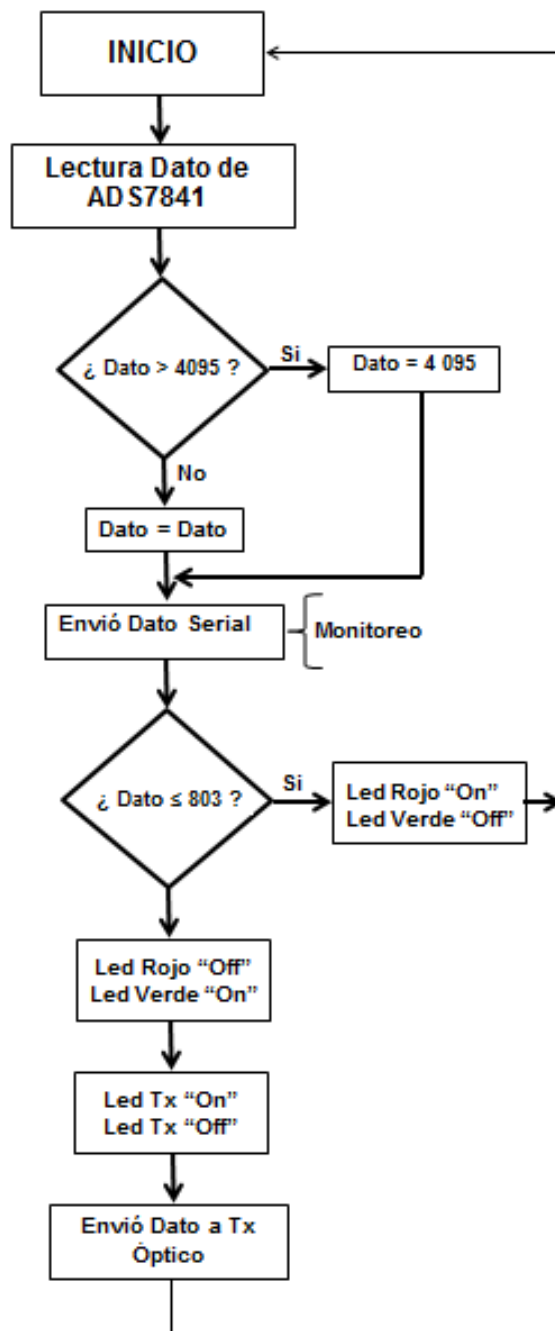 INICIO
Lectura Dato de
ADS7841
¿ Dato > 4095 ?
Si
Dato = 4 095
No
Dato = Dato
Envió Dato Serial
Monitoreo
¿ Dato ≤ 803 ?
Si
Led Rojo “On”
Led Verde “Off”
Led Rojo “Off”
Led Verde “On”
Led Tx “On”
Led Tx “Off”
Envió Dato a Tx
Óptico